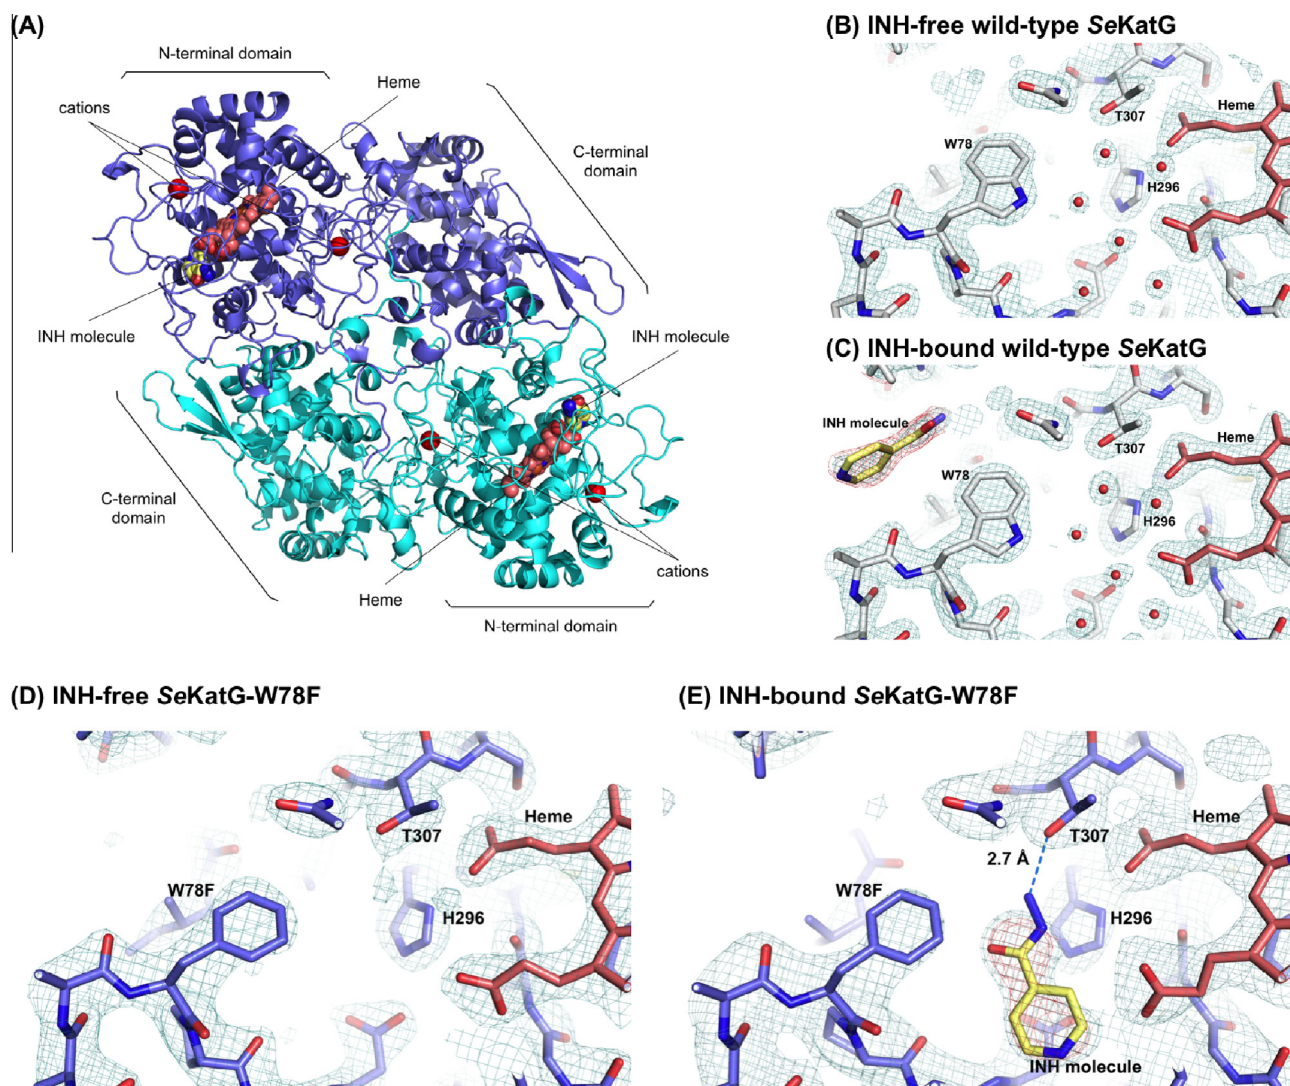 (A)
N-terminal domain
Heme
cations
C-terminal
domain
INH molecule
INH molecule
C-terminal
domain
cations
Heme
N-terminal domain
(B) INH-free wild-type SeKatG
T307
Heme
W78
H296
(C) INH-bound wild-type SeKatG
INH molecule
T307
Heme
W78
H296
(D) INH-free SeKatG-W78F
T307
Heme
W78F
H296
(E) INH-bound SeKatG-W78F
T307
Heme
2.7 Å
W78F
H296
INH molecule